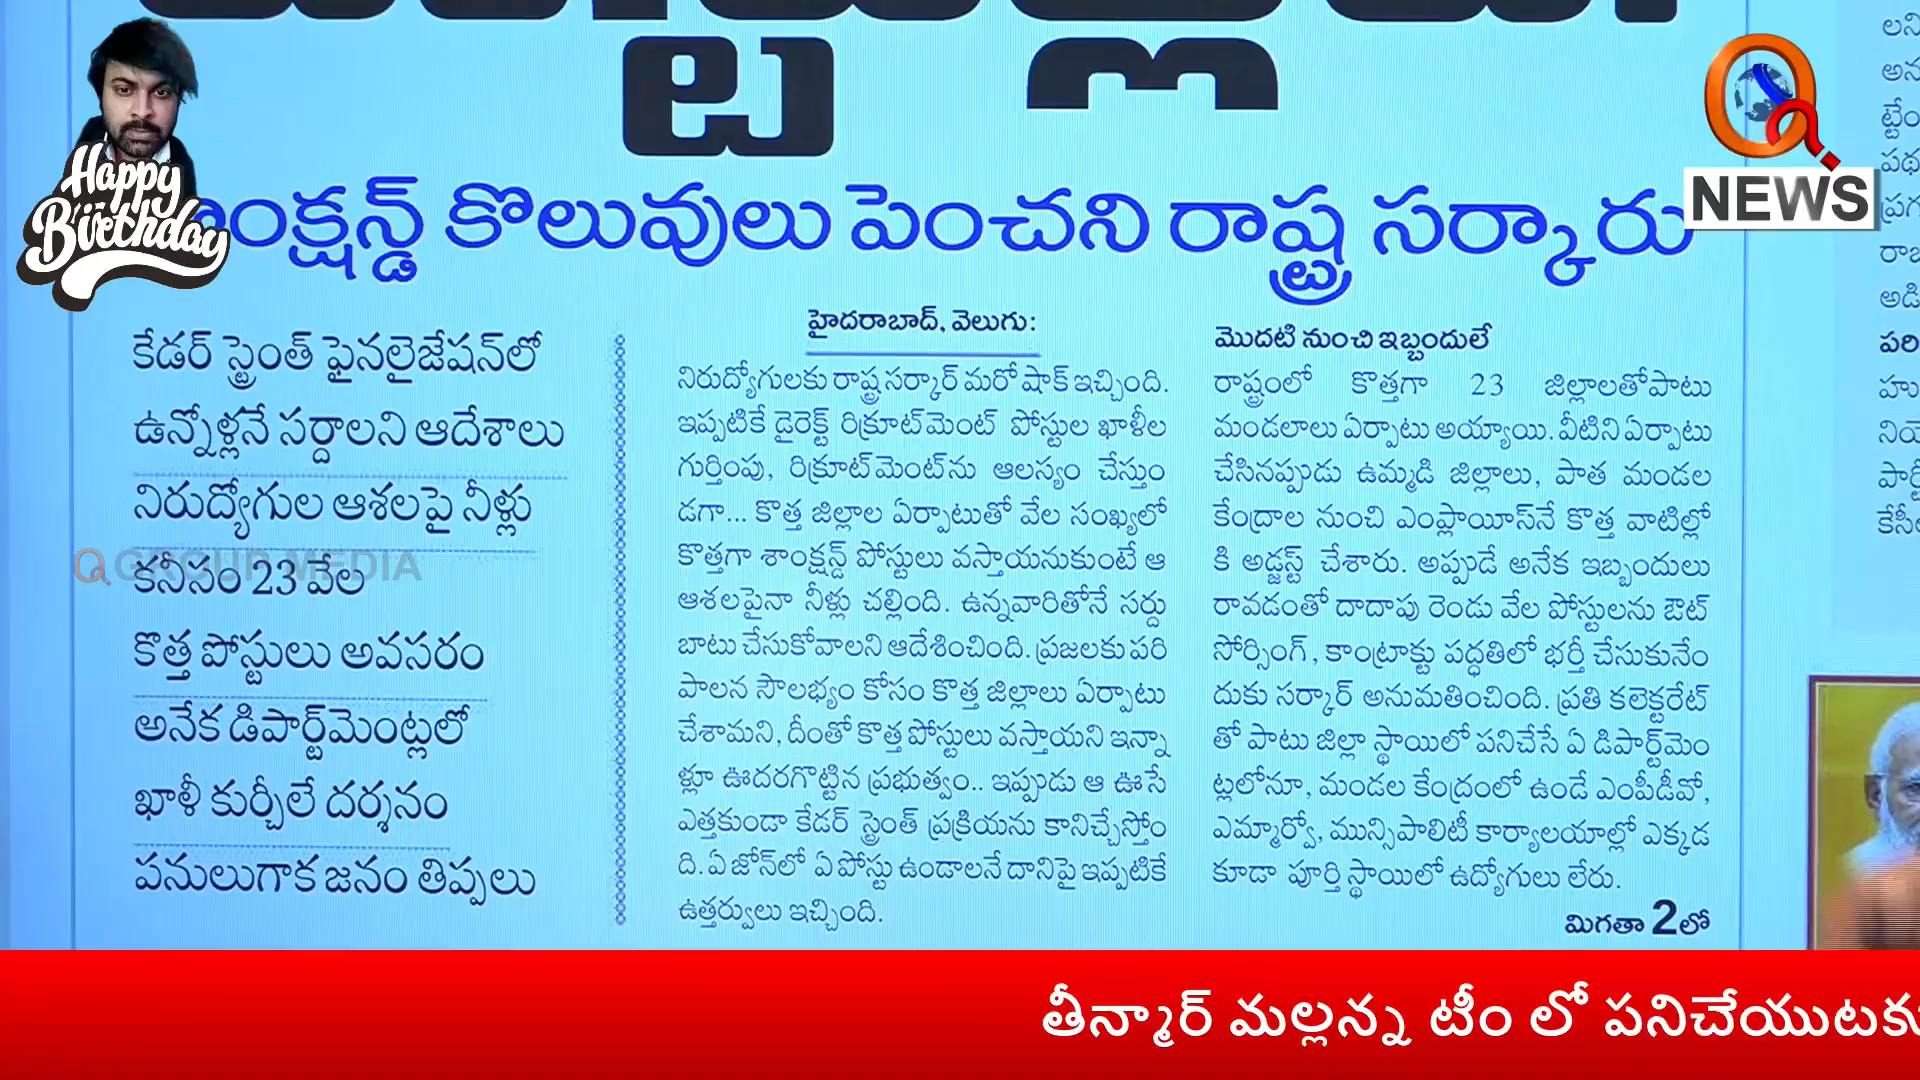 Happy
Birthday
NEWS
శాంక్షన్డ్ కొలువులు పెంచని రాష్ట్ర సర్కారు
కేడర్ స్ట్రెంత్ ఫైనలైజేషన్‌లో
ఉన్నోళ్లనే సర్దాలని ఆదేశాలు
నిరుద్యోగుల ఆశలపై నీళ్లు
కనీసం 23 వేల
కొత్త పోస్టులు అవసరం
అనేక డిపార్ట్‌మెంట్లలో
ఖాళీ కుర్చీలే దర్శనం
పనులుగాక జనం తిప్పలు
Q GROUP MEDIA
హైదరాబాద్, వెలుగు:
నిరుద్యోగులకు రాష్ట్ర సర్కార్ మరో షాక్ ఇచ్చింది.
ఇప్పటికే డైరెక్ట్ రిక్రూట్‌మెంట్ పోస్టుల ఖాళీల
గుర్తింపు, రిక్రూట్‌మెంట్‌ను ఆలస్యం చేస్తుం
డగా... కొత్త జిల్లాల ఏర్పాటుతో వేల సంఖ్యలో
కొత్తగా శాంక్షన్డ్ పోస్టులు వస్తాయనుకుంటే ఆ
ఆశలపైనా నీళ్లు చల్లింది. ఉన్నవారితోనే సర్దు
బాటు చేసుకోవాలని ఆదేశించింది. ప్రజలకు పరి
పాలన సౌలభ్యం కోసం కొత్త జిల్లాలు ఏర్పాటు
చేశామని, దీంతో కొత్త పోస్టులు వస్తాయని ఇన్నా
ళ్లూ ఊదరగొట్టిన ప్రభుత్వం.. ఇప్పుడు ఆ ఊసే
ఎత్తకుండా కేడర్ స్ట్రెంత్ ప్రక్రియను కానిచ్చేస్తోం
ది. ఏ జోన్‌లో ఏ పోస్టు ఉండాలనే దానిపై ఇప్పటికే
ఉత్తర్వులు ఇచ్చింది.
మొదటి నుంచి ఇబ్బందులే
రాష్ట్రంలో కొత్తగా 23 జిల్లాలతోపాటు
మండలాలు ఏర్పాటు అయ్యాయి. వీటిని ఏర్పాటు
చేసినప్పుడు ఉమ్మడి జిల్లాలు, పాత మండల
కేంద్రాల నుంచి ఎంప్లాయీస్‌నే కొత్త వాటిల్లో
కి అడ్జస్ట్ చేశారు. అప్పుడే అనేక ఇబ్బందులు
రావడంతో దాదాపు రెండు వేల పోస్టులను ఔట్
సోర్సింగ్, కాంట్రాక్టు పద్ధతిలో భర్తీ చేసుకునేం
దుకు సర్కార్ అనుమతించింది. ప్రతి కలెక్టరేట్
తో పాటు జిల్లా స్థాయిలో పనిచేసే ఏ డిపార్ట్‌మెం
ట్లలోనూ, మండల కేంద్రంలో ఉండే ఎంపీడీవో,
ఎమ్మార్వో, మున్సిపాలిటీ కార్యాలయాల్లో ఎక్కడ
కూడా పూర్తి స్థాయిలో ఉద్యోగులు లేరు.
మిగతా 2లో
తీన్మార్ మల్లన్న టీం లో పనిచేయుటకు